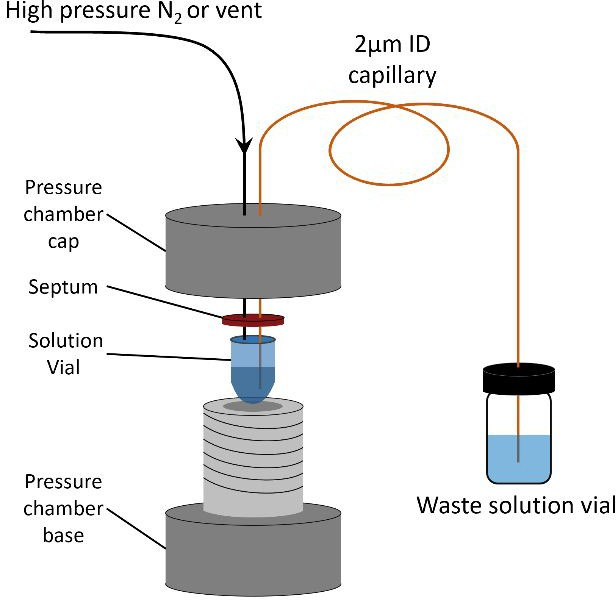 High pressure N₂ or vent
2µm ID
capillary
Pressure
chamber
cap
Septum
Solution
Vial
Pressure
chamber
base
Waste solution vial